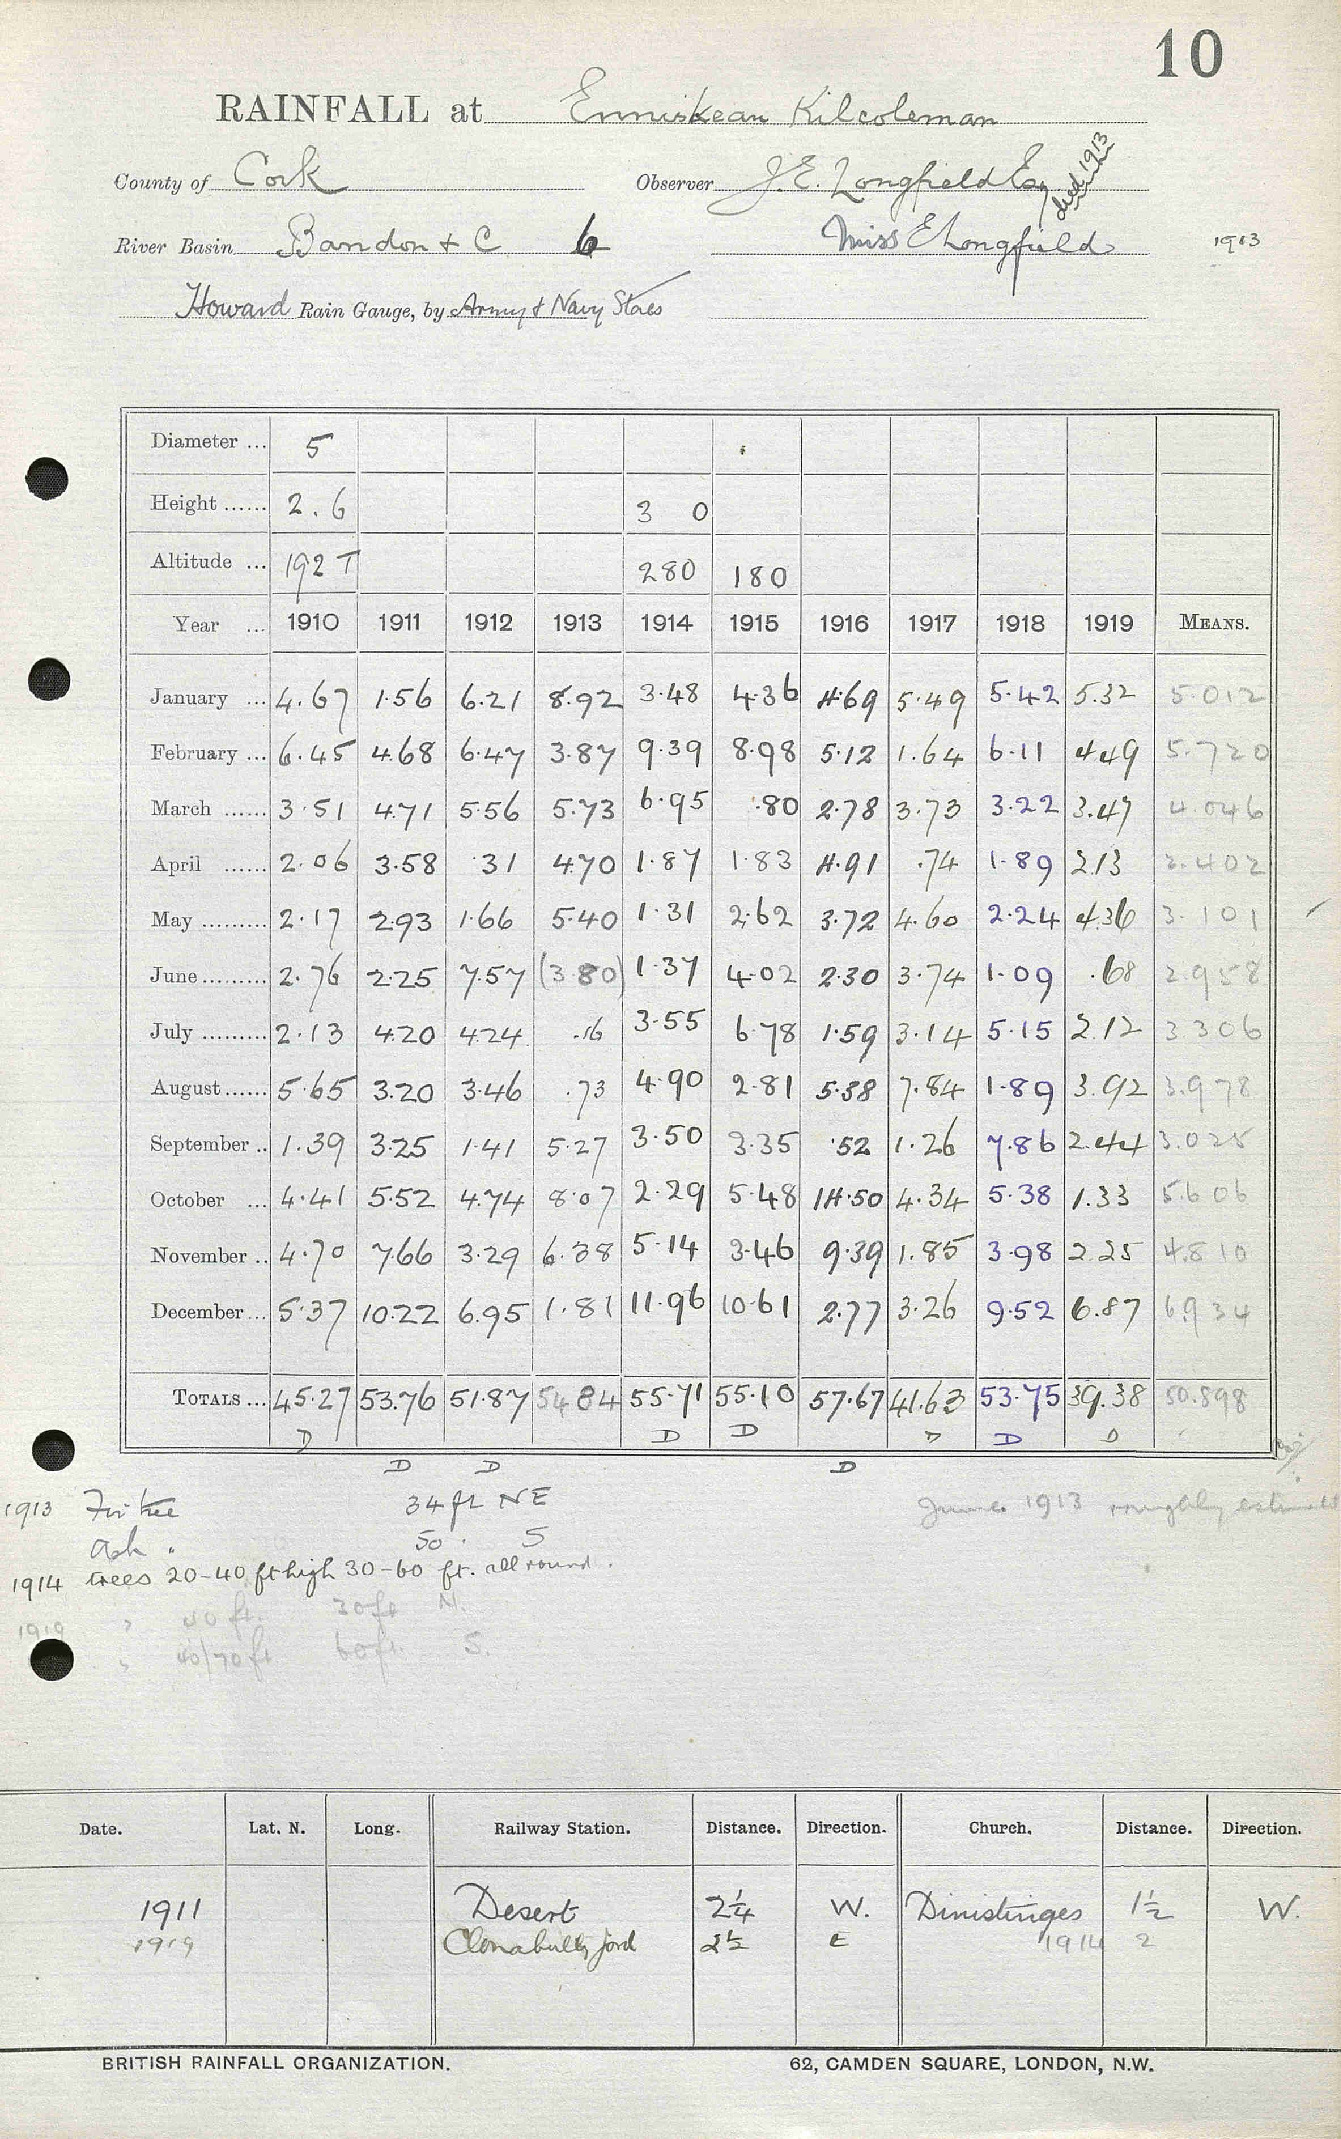 10
RAINFALL at Enniskean Kilcoleman
County of Cork Observer J. E. Longfield Esq died 1913
River Basin Bandon + C 6 Miss E Longfield 1913
Howard Rain Gauge, by Army & Navy Stores
Diameter ... 5
Height ...... 2.6 3 0
Altitude ... 192 T 280 180
Year ... 1910 1911 1912 1913 1914 1915 1916 1917 1918 1919 MEANS.
January ... 4.67 1.56 6.21 8.92 3.48 4.36 4.69 5.49 5.42 5.32 5.012
February ... 6.45 4.68 6.47 3.87 9.39 8.98 5.12 1.64 6.11 4.49 5.720
March ...... 3.51 4.71 5.56 5.73 6.95 .80 2.78 3.73 3.22 3.47 4.046
April ...... 2.06 3.58 .31 4.70 1.87 1.83 4.91 .74 1.89 2.13 2.402
May ......... 2.17 2.93 1.66 5.40 1.31 2.62 3.72 4.60 2.24 4.36 3.101
June ......... 2.76 2.25 7.57 (3.80) 1.37 4.02 2.30 3.74 1.09 .68 2.958
July ......... 2.13 4.20 4.24 .16 3.55 6.78 1.59 3.14 5.15 2.12 3.306
August ...... 5.65 3.20 3.46 .73 4.90 2.81 5.38 7.84 1.89 3.92 3.978
September .. 1.39 3.25 1.41 5.27 3.50 3.35 .52 1.26 7.86 2.44 3.025
October ... 4.41 5.52 4.74 8.07 2.29 5.48 14.50 4.34 5.38 1.33 5.606
November .. 4.70 7.66 3.29 6.38 5.14 3.46 9.39 1.85 3.98 2.25 4.810
December ... 5.37 10.22 6.95 1.81 11.96 10.61 2.77 3.26 9.52 6.87 6.934
TOTALS ... 45.27 53.76 51.87 54.84 55.71 55.10 57.67 41.63 53.75 39.38 50.898
D D D D D D
D D D
1913 Fir tree 34 ft NE June 1913 roughly estimated
Ash " 50 . S
1914 trees 20-40 ft high 30-60 ft. all round.
1919 " 40 ft. 30 ft N.
" 40/70 ft 60 ft. S.
Date. Lat. N. Long. Railway Station. Distance. Direction. Church. Distance. Direction.
1911 Desert 2¼ W. Dinistinges 1½ W.
1919 Clonakilty jord 2½ E 1914 2
BRITISH RAINFALL ORGANIZATION. 62, CAMDEN SQUARE, LONDON, N.W.